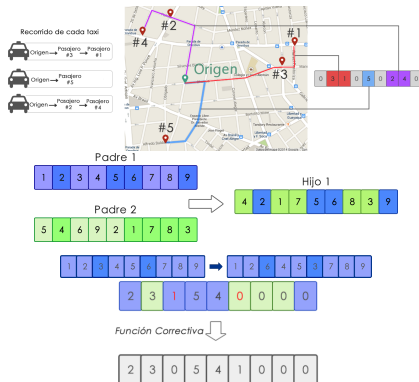 Recorrido de cada taxi
Origen → Pasajero #3 → Pasajero #1
Origen → Pasajero #5
Origen → Pasajero #2 → Pasajero #4
#2
#4
#1
#3
Origen
#5
0 3 1 0 5 0 2 4 0
Padre 1
1 2 3 4 5 6 7 8 9
Padre 2
5 4 6 9 2 1 7 8 3
Hijo 1
4 2 1 7 5 6 8 3 9
1 2 3 4 5 6 7 8 9
1 2 6 4 5 3 7 8 9
2 3 1 5 4 0 0 0 0
Función Correctiva
2 3 0 5 4 1 0 0 0